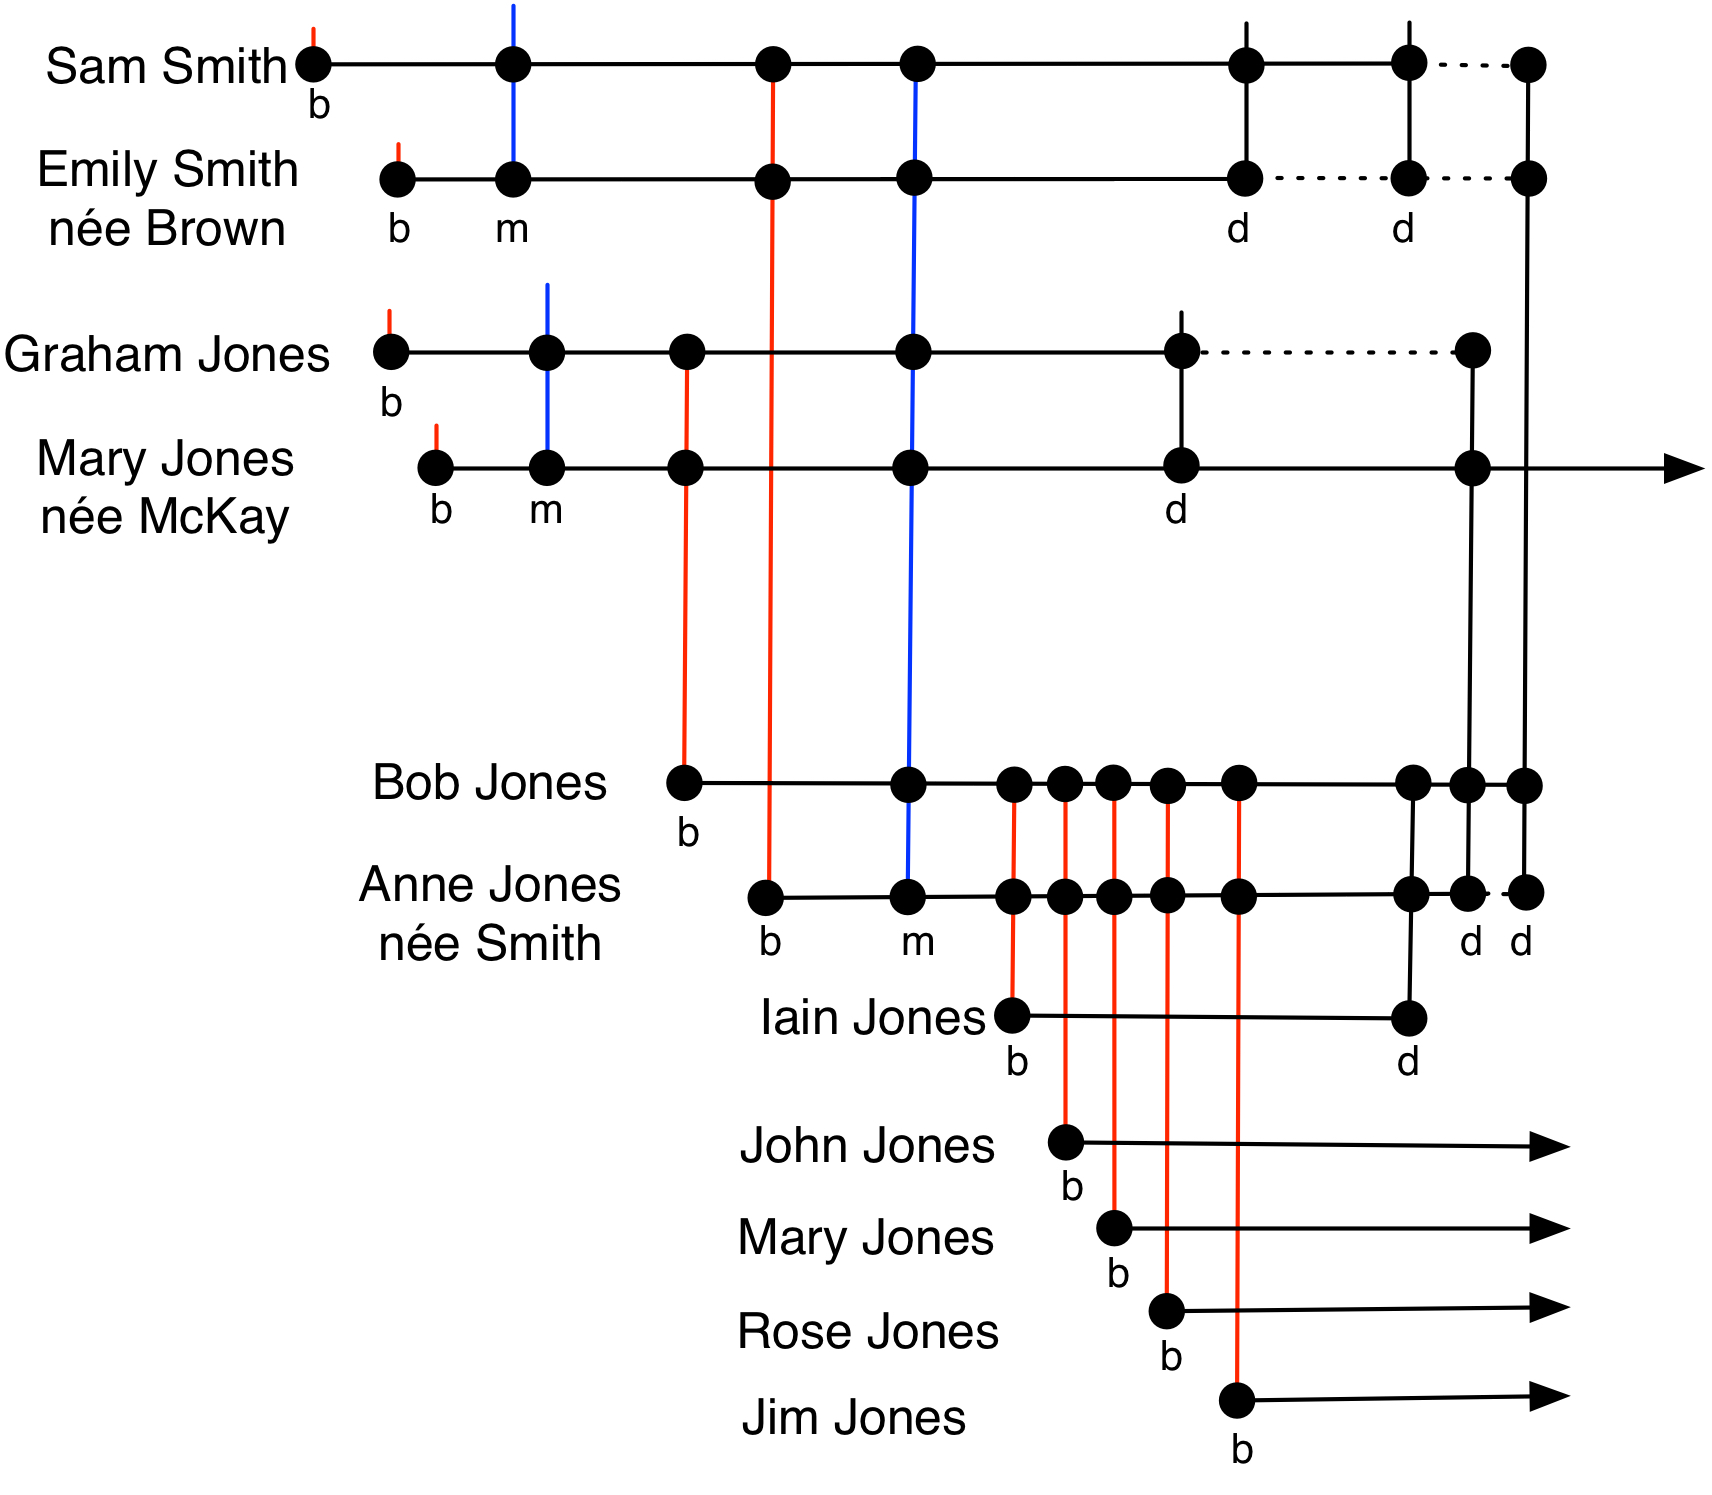 Sam Smith
b
Emily Smith
née Brown
b m d d
Graham Jones
b
Mary Jones
née McKay
b m d
Bob Jones
b
Anne Jones
née Smith
b m d d
Iain Jones
b d
John Jones
b
Mary Jones
b
Rose Jones
b
Jim Jones
b